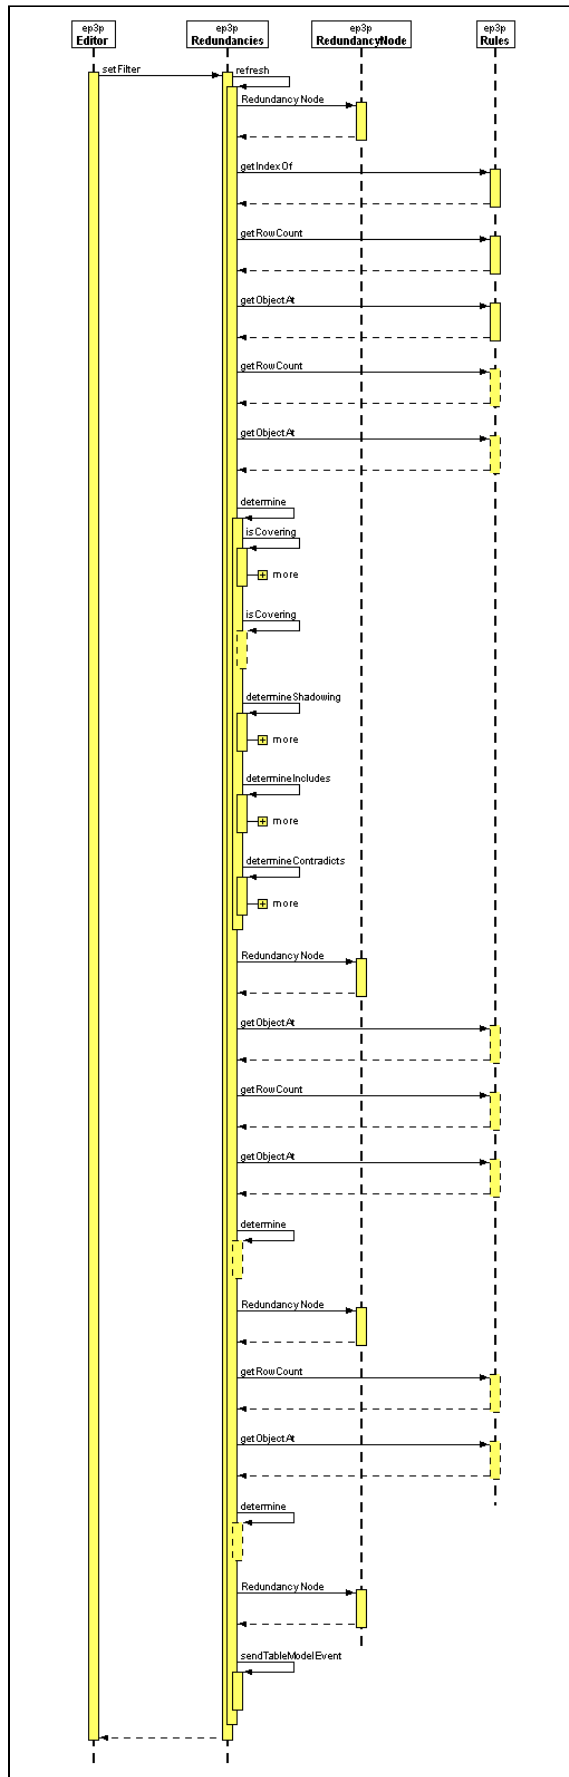 ep3p ep3p ep3p ep3p
Editor Redundancies RedundancyNode Rules
setFilter refresh
RedundancyNode
getIndexOf
getRowCount
getObjectAt
getRowCount
getObjectAt
determine
isCovering
more
isCovering
determineShadowing
more
determineIncludes
more
determineContradicts
more
RedundancyNode
getObjectAt
getRowCount
getObjectAt
determine
RedundancyNode
getRowCount
getObjectAt
determine
RedundancyNode
sendTableModelEvent